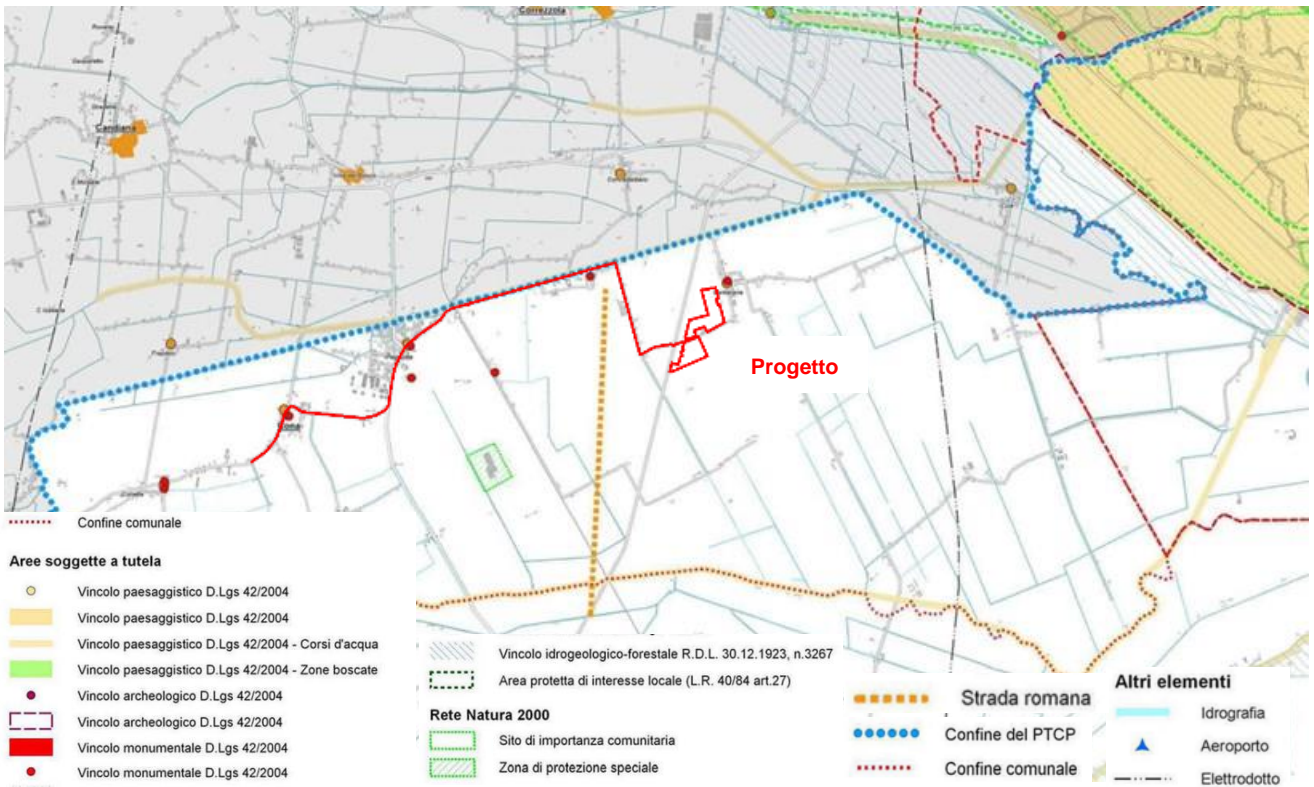 Correzzola
Candiana
Progetto
Confine comunale
Aree soggette a tutela
Vincolo paesaggistico D.Lgs 42/2004
Vincolo paesaggistico D.Lgs 42/2004
Vincolo paesaggistico D.Lgs 42/2004 - Corsi d'acqua
Vincolo paesaggistico D.Lgs 42/2004 - Zone boscate
Vincolo archeologico D.Lgs 42/2004
Vincolo archeologico D.Lgs 42/2004
Vincolo monumentale D.Lgs 42/2004
Vincolo monumentale D.Lgs 42/2004
Vincolo idrogeologico-forestale R.D.L. 30.12.1923, n.3267
Area protetta di interesse locale (L.R. 40/84 art.27)
Rete Natura 2000
Sito di importanza comunitaria
Zona di protezione speciale
Strada romana
Confine del PTCP
Confine comunale
Altri elementi
Idrografia
Aeroporto
Elettrodotto